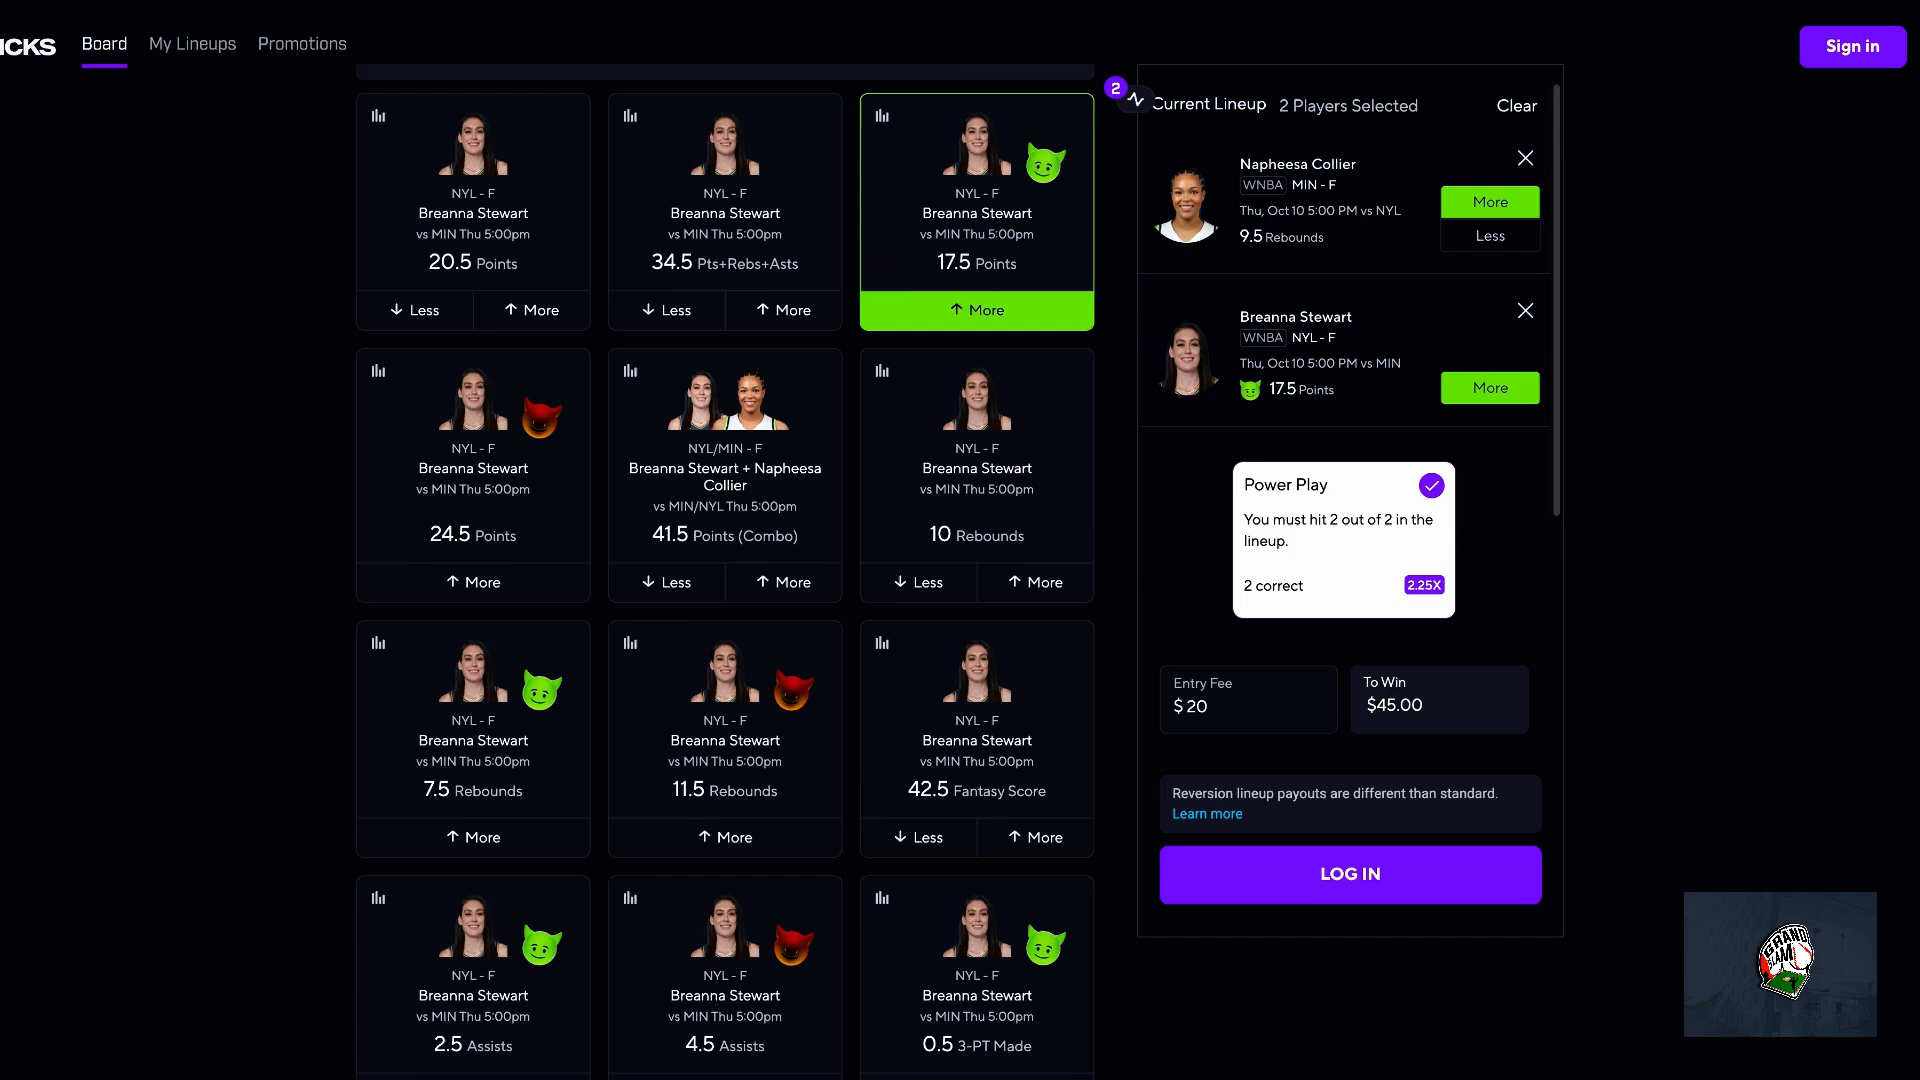 ICKS
Board
My Lineups
Promotions
Sign in
NYL - F
Breanna Stewart
vs MIN Thu 5:00pm
20.5 Points
Less
More
NYL - F
Breanna Stewart
vs MIN Thu 5:00pm
34.5 Pts+Rebs+Asts
Less
More
NYL - F
Breanna Stewart
vs MIN Thu 5:00pm
17.5 Points
More
NYL - F
Breanna Stewart
vs MIN Thu 5:00pm
24.5 Points
More
NYL/MIN - F
Breanna Stewart + Napheesa
Collier
vs MIN/NYL Thu 5:00pm
41.5 Points (Combo)
Less
More
NYL - F
Breanna Stewart
vs MIN Thu 5:00pm
10 Rebounds
Less
More
NYL - F
Breanna Stewart
vs MIN Thu 5:00pm
7.5 Rebounds
More
NYL - F
Breanna Stewart
vs MIN Thu 5:00pm
11.5 Rebounds
More
NYL - F
Breanna Stewart
vs MIN Thu 5:00pm
42.5 Fantasy Score
Less
More
NYL - F
Breanna Stewart
vs MIN Thu 5:00pm
2.5 Assists
NYL - F
Breanna Stewart
vs MIN Thu 5:00pm
4.5 Assists
NYL - F
Breanna Stewart
vs MIN Thu 5:00pm
0.5 3-PT Made
2
Current Lineup
2 Players Selected
Clear
Napheesa Collier
WNBA MIN - F
Thu, Oct 10 5:00 PM vs NYL
9.5 Rebounds
More
Less
Breanna Stewart
WNBA NYL - F
Thu, Oct 10 5:00 PM vs MIN
17.5 Points
More
Power Play
You must hit 2 out of 2 in the
lineup.
2 correct
2.25X
Entry Fee
$ 20
To Win
$45.00
Reversion lineup payouts are different than standard.
Learn more
LOG IN
GRAND
SLAM